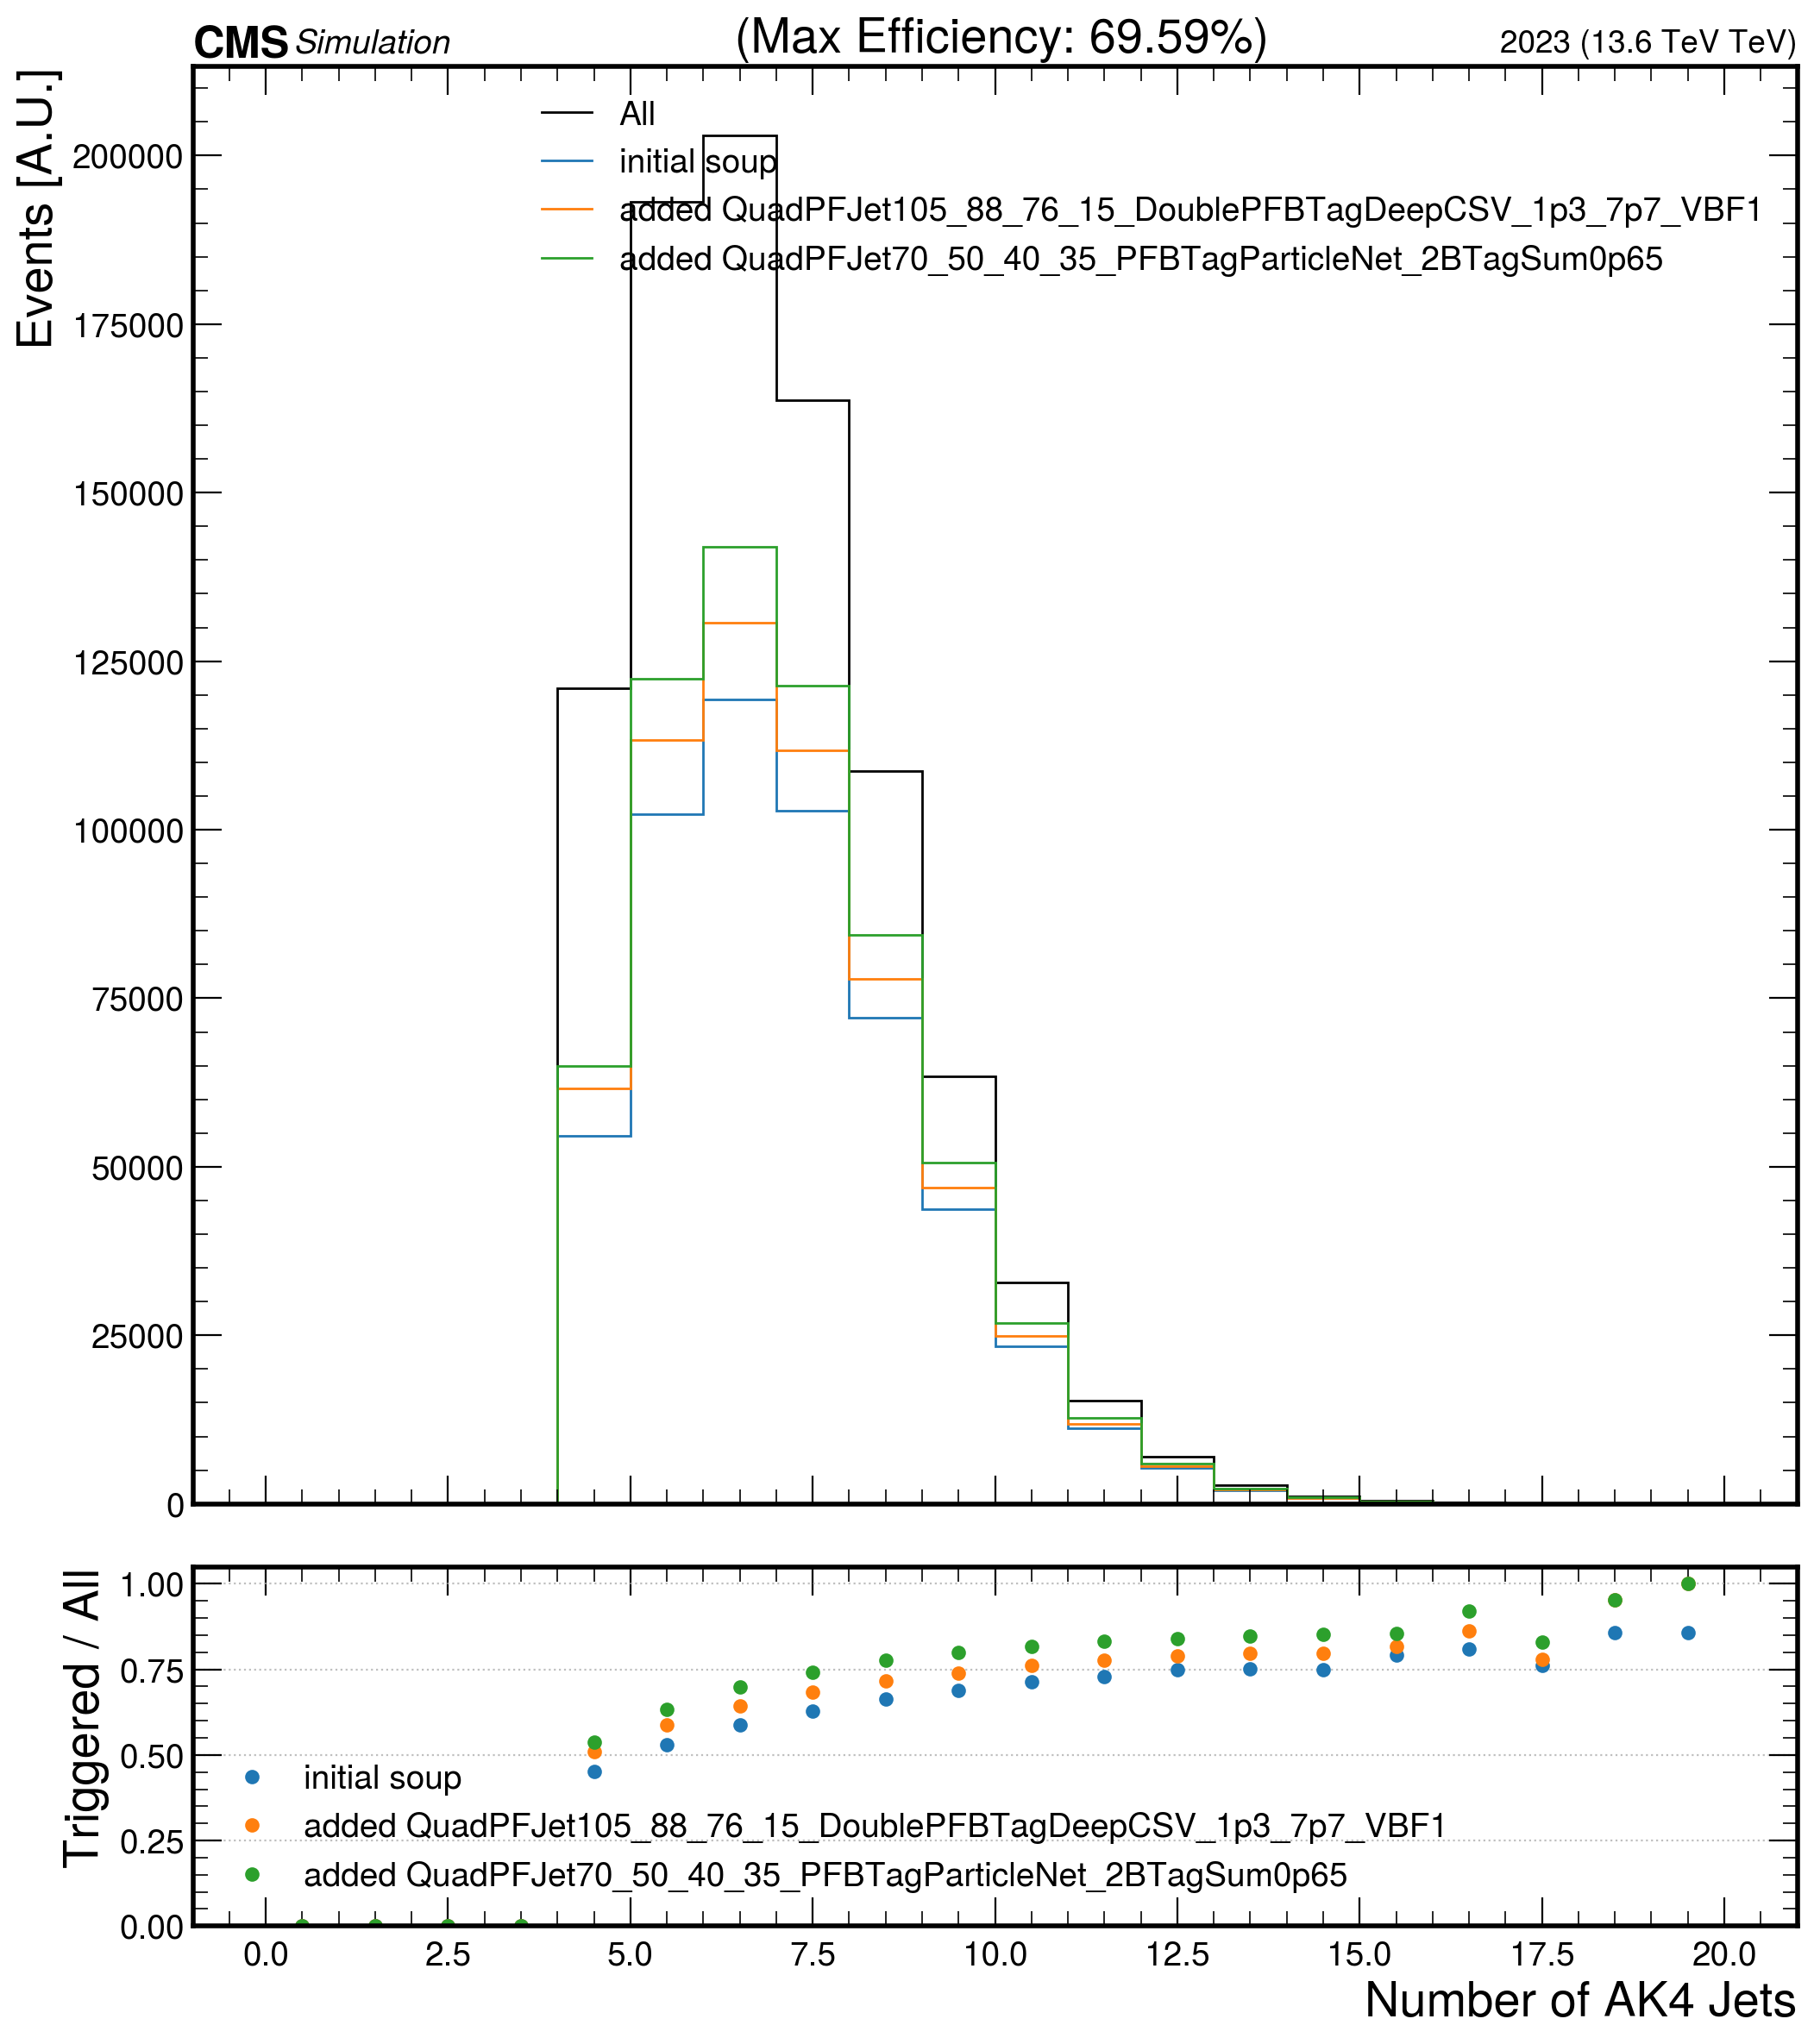 CMS Simulation (Max Efficiency: 69.59%) 2023 (13.6 TeV TeV)
Events [A.U.]
200000
175000
150000
125000
100000
75000
50000
25000
0
All
initial soup
added QuadPFJet105_88_76_15_DoublePFBTagDeepCSV_1p3_7p7_VBF1
added QuadPFJet70_50_40_35_PFBTagParticleNet_2BTagSum0p65
Triggered / All
1.00
0.75
0.50
0.25
0.00
initial soup
added QuadPFJet105_88_76_15_DoublePFBTagDeepCSV_1p3_7p7_VBF1
added QuadPFJet70_50_40_35_PFBTagParticleNet_2BTagSum0p65
0.0 2.5 5.0 7.5 10.0 12.5 15.0 17.5 20.0
Number of AK4 Jets